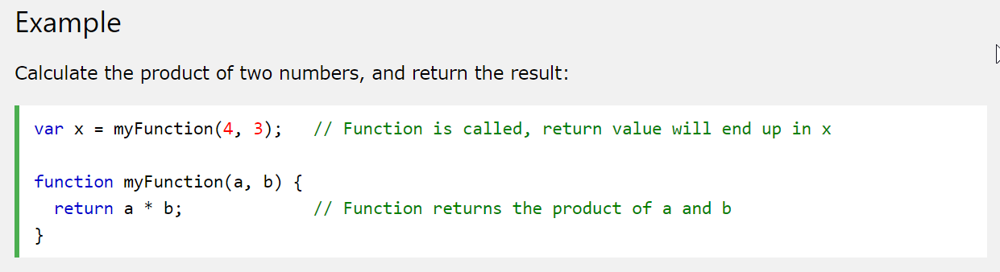 Example
Calculate the product of two numbers, and return the result:
var x = myFunction(4, 3);   // Function is called, return value will end up in x
function myFunction(a, b) {
  return a * b;             // Function returns the product of a and b
}